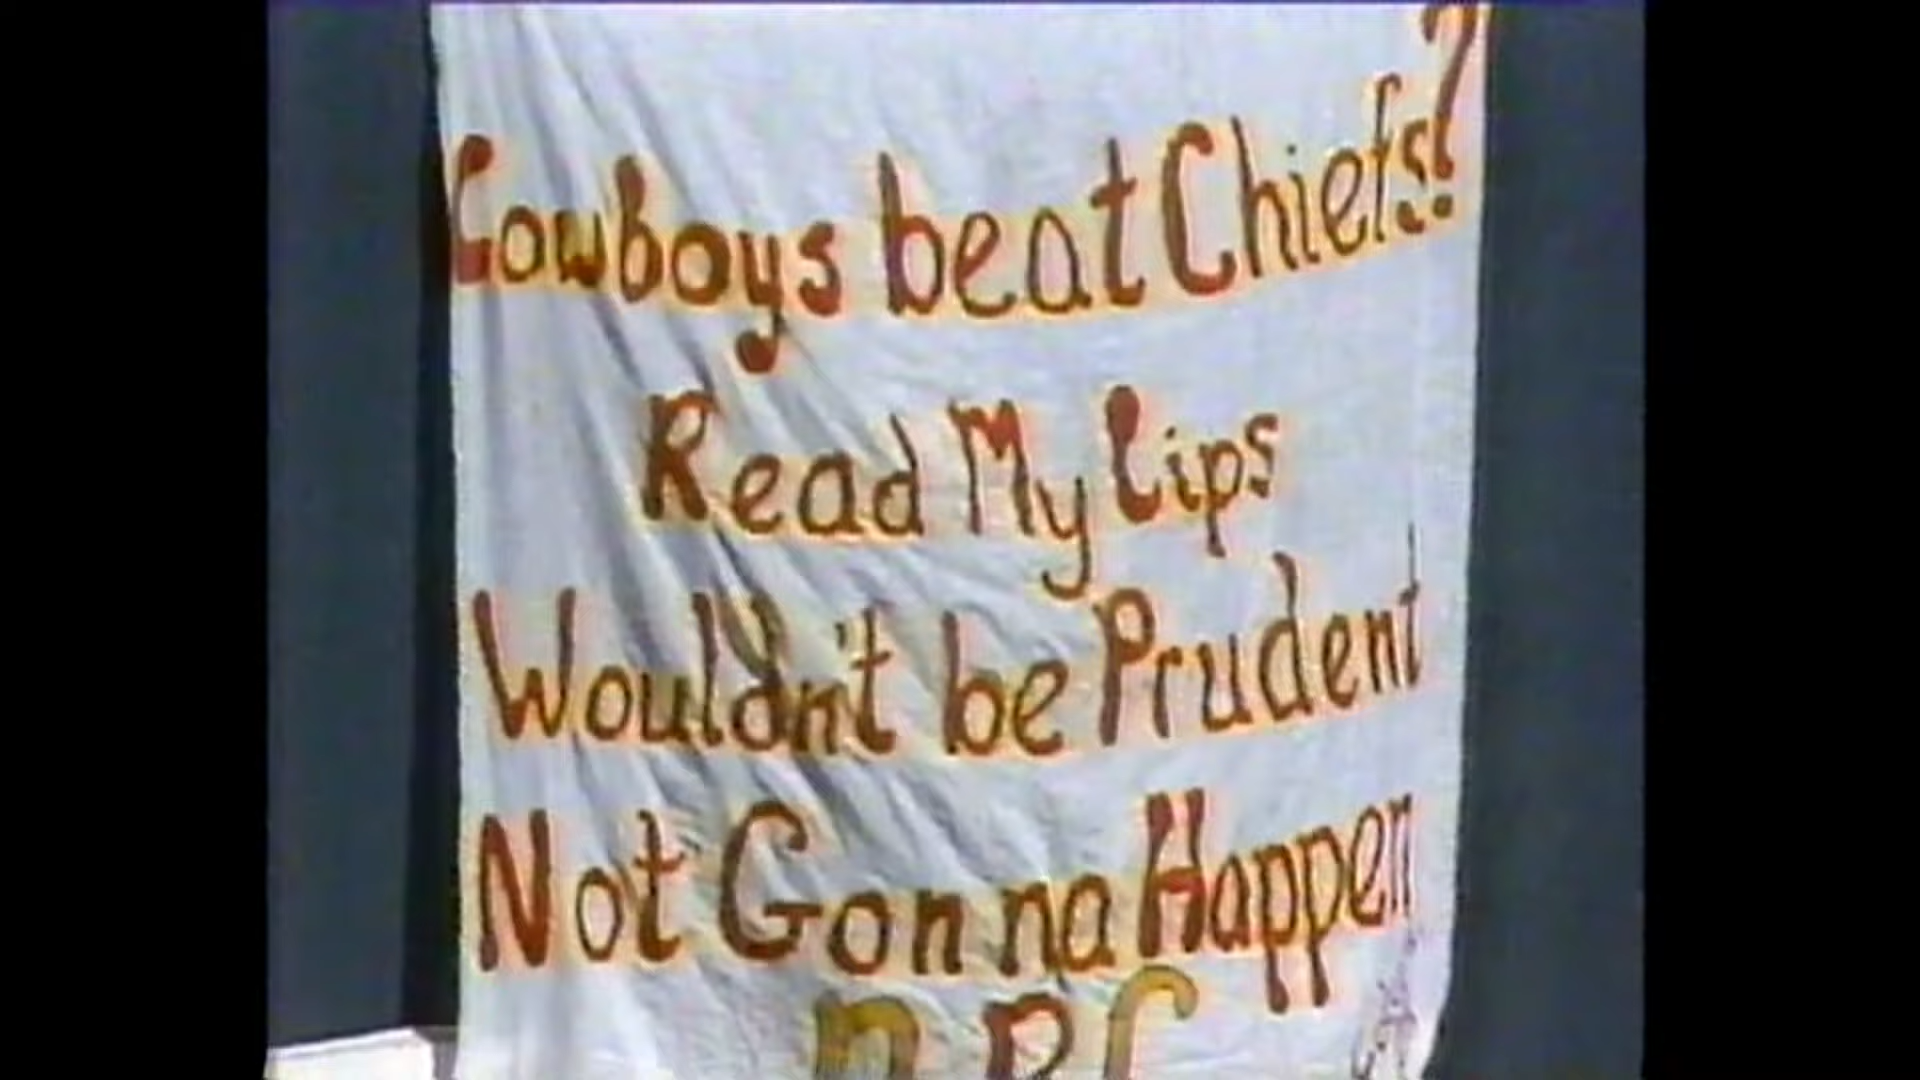 Cowboys beat Chiefs?
Read My Lips
Wouldn't be Prudent
Not Gonna Happen